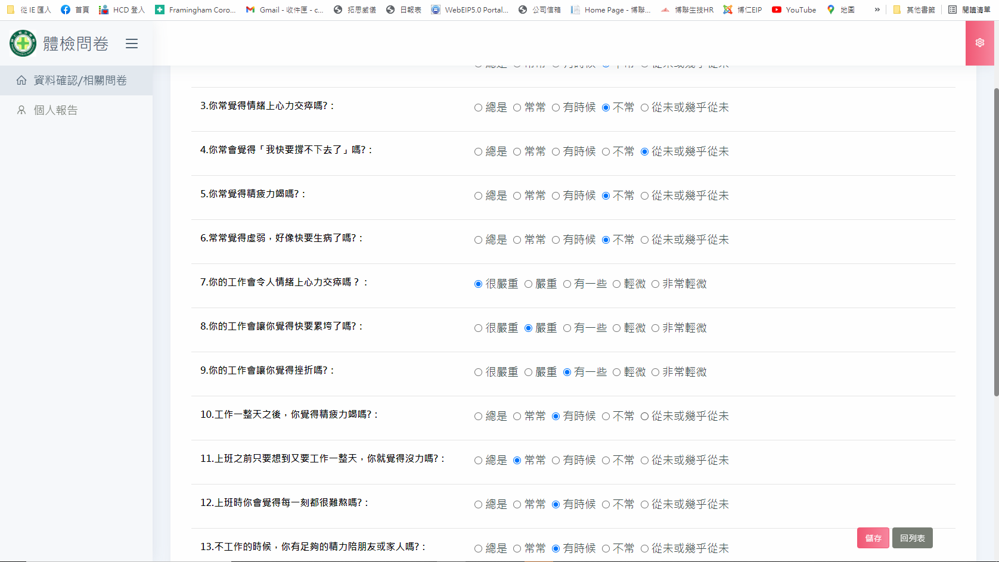 從 IE 匯入 首頁 HCD 登入 Framingham Coro... Gmail - 收件匣 - c... 拓思威儀 日報表 WebEIP5.0 Portal... 公司信箱 Home Page - 博聯... 博聯生技HR 博仁EIP YouTube 地圖 » 其他書籤 閱讀清單
體檢問卷
資料確認/相關問卷
個人報告
總是 常常 有時候 不常 從未或幾乎從未
3.你常覺得情緒上心力交瘁嗎?： 總是 常常 有時候 不常 從未或幾乎從未
4.你常會覺得「我快要撐不下去了」嗎?： 總是 常常 有時候 不常 從未或幾乎從未
5.你常覺得精疲力竭嗎?： 總是 常常 有時候 不常 從未或幾乎從未
6.常常覺得虛弱，好像快要生病了嗎?： 總是 常常 有時候 不常 從未或幾乎從未
7.你的工作會令人情緒上心力交瘁嗎？： 很嚴重 嚴重 有一些 輕微 非常輕微
8.你的工作會讓你覺得快要累垮了嗎?： 很嚴重 嚴重 有一些 輕微 非常輕微
9.你的工作會讓你覺得挫折嗎?： 很嚴重 嚴重 有一些 輕微 非常輕微
10.工作一整天之後，你覺得精疲力竭嗎?： 總是 常常 有時候 不常 從未或幾乎從未
11.上班之前只要想到又要工作一整天，你就覺得沒力嗎?： 總是 常常 有時候 不常 從未或幾乎從未
12.上班時你會覺得每一刻都很難熬嗎?： 總是 常常 有時候 不常 從未或幾乎從未
13.不工作的時候，你有足夠的精力陪朋友或家人嗎?： 總是 常常 有時候 不常 從未或幾乎從未
儲存 回列表